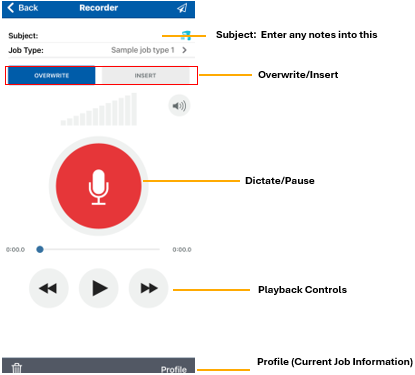 Back Recorder
Subject: Subject: Enter any notes into this
Job Type: Sample job type 1
OVERWRITE INSERT Overwrite/Insert
Dictate/Pause
0:00.0 0:00.0
Playback Controls
Profile Profile (Current Job Information)